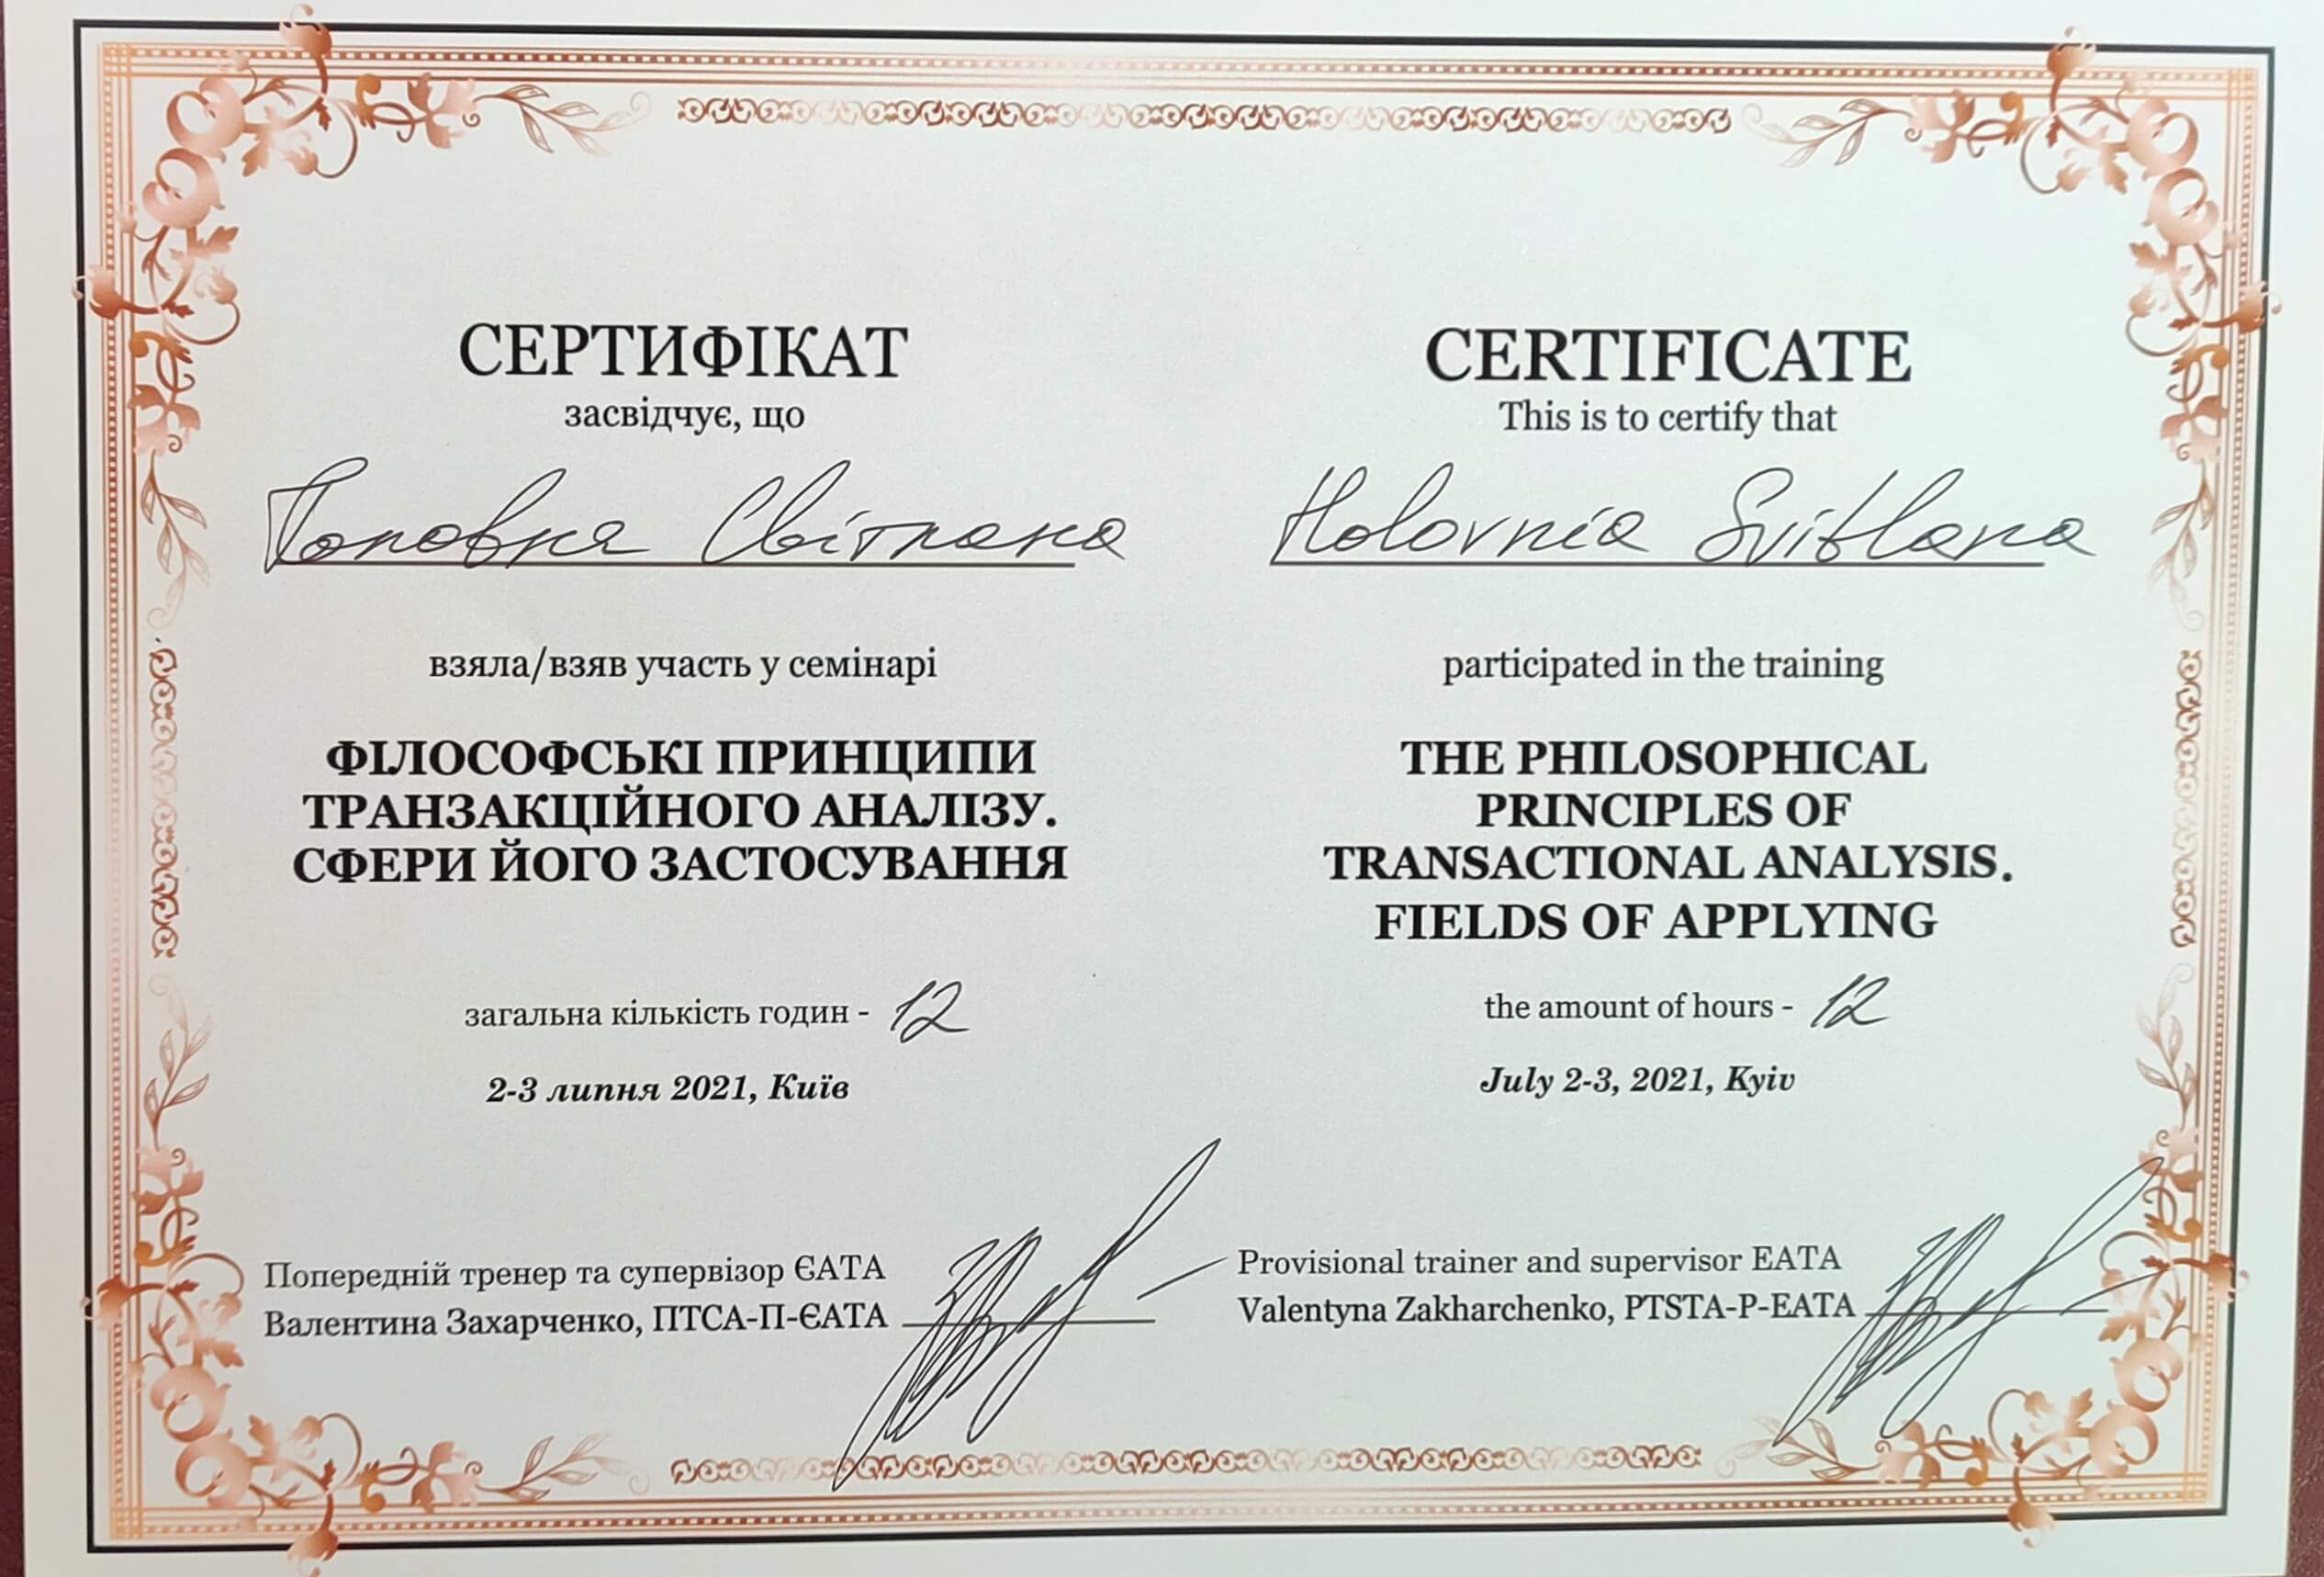 СЕРТИФІКАТ
засвідчує, що
Головня Світлана
взяла/взяв участь у семінарі
ФІЛОСОФСЬКІ ПРИНЦИПИ
ТРАНЗАКЦІЙНОГО АНАЛІЗУ.
СФЕРИ ЙОГО ЗАСТОСУВАННЯ
загальна кількість годин - 12
2-3 липня 2021, Київ
Попередній тренер та супервізор ЄАТА
Валентина Захарченко, ПТСА-П-ЄАТА
CERTIFICATE
This is to certify that
Holovnia Svitlana
participated in the training
THE PHILOSOPHICAL
PRINCIPLES OF
TRANSACTIONAL ANALYSIS.
FIELDS OF APPLYING
the amount of hours - 12
July 2-3, 2021, Kyiv
Provisional trainer and supervisor EATA
Valentyna Zakharchenko, PTSTA-P-EATA